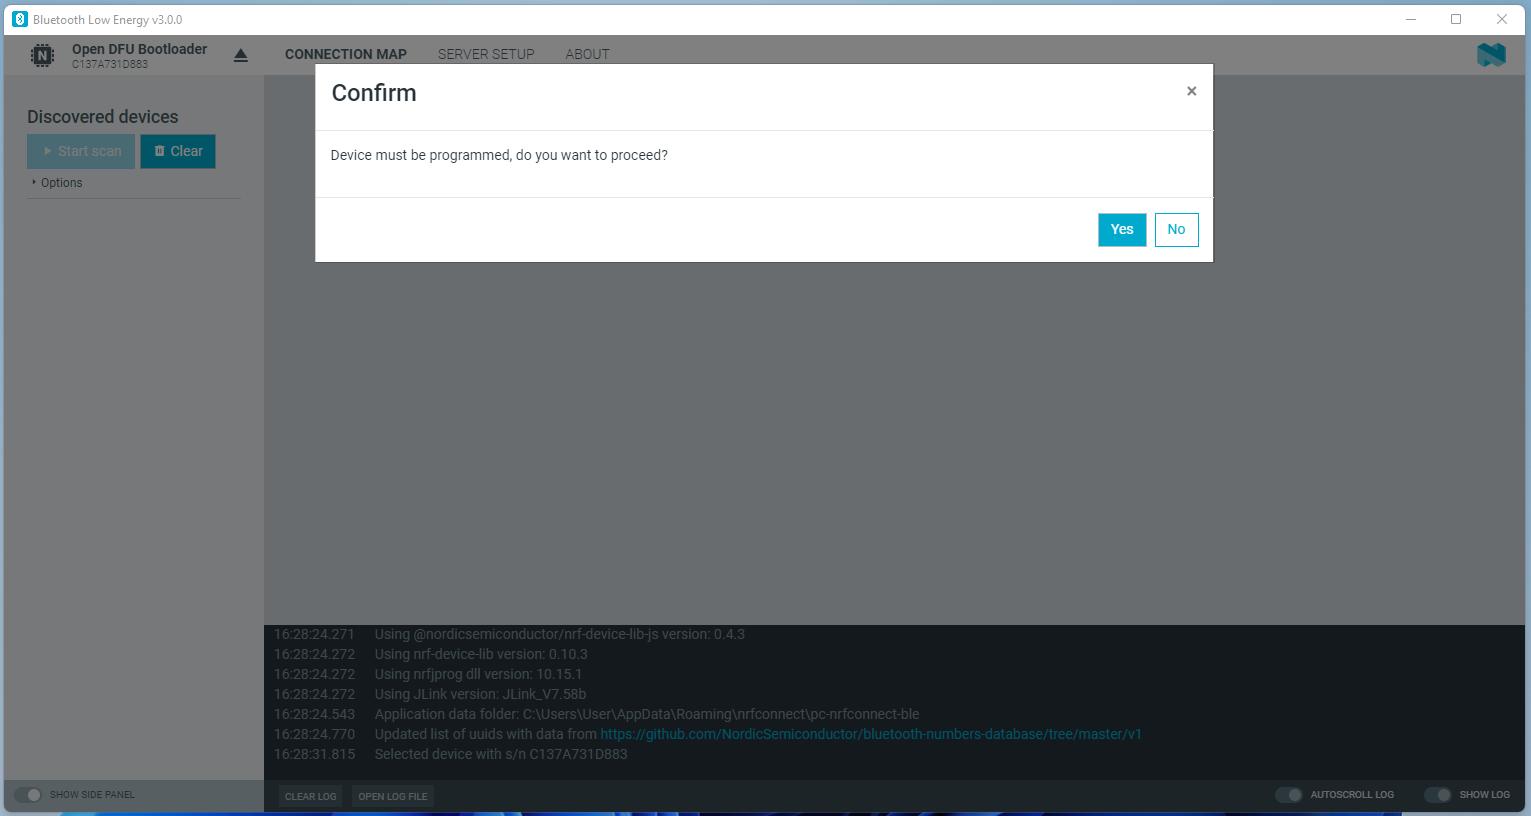 Bluetooth Low Energy v3.0.0
Open DFU Bootloader
C137A731D883
CONNECTION MAP SERVER SETUP ABOUT
Confirm
×
Device must be programmed, do you want to proceed?
Yes No
Discovered devices
Start scan Clear
Options
16:28:24.271 Using @nordicsemiconductor/nrf-device-lib-js version: 0.4.3
16:28:24.272 Using nrf-device-lib version: 0.10.3
16:28:24.272 Using nrfjprog dll version: 10.15.1
16:28:24.272 Using JLink version: JLink_V7.58b
16:28:24.543 Application data folder: C:\Users\User\AppData\Roaming\nrfconnect\pc-nrfconnect-ble
16:28:24.770 Updated list of uuids with data from https://github.com/NordicSemiconductor/bluetooth-numbers-database/tree/master/v1
16:28:31.815 Selected device with s/n C137A731D883
SHOW SIDE PANEL CLEAR LOG OPEN LOG FILE AUTOSCROLL LOG SHOW LOG